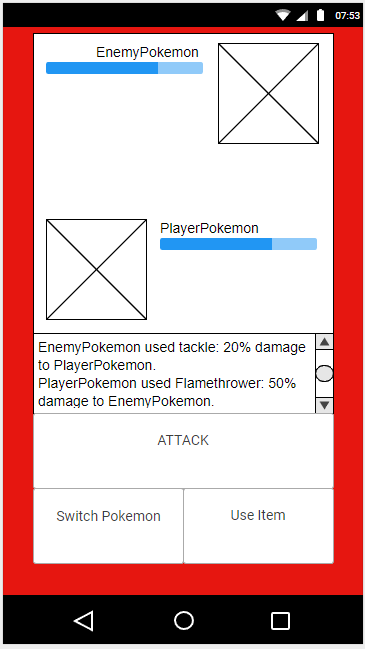 07:53
EnemyPokemon
PlayerPokemon
EnemyPokemon used tackle: 20% damage
to PlayerPokemon.
PlayerPokemon used Flamethrower: 50%
damage to EnemyPokemon.
ATTACK
Switch Pokemon
Use Item